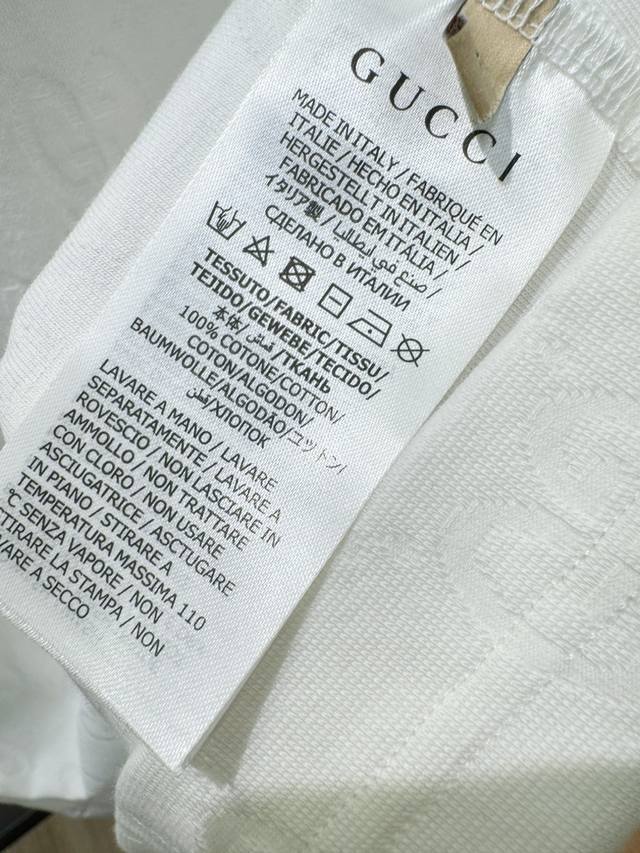 GUCCI
MADE IN ITALY / FABRIQUÉ EN
ITALIE / HECHO EN ITALIA /
HERGESTELL T IN ITALIEN /
FABRICADO EM ITÁLIA /
イタリア製 / صنع في ايطاليا /
СДЕЛАНО В ИТАЛИИ
TESSUTO/FABRIC/TISSU/
TEJIDO/GEWEBE/TECIDO/
本体/ قماش /ТКАНЬ
100% COTONE/COTTON/
COTON/ALGODON/
BAUMWOLLE/ALGODÃO/コットン/
قطن/ХЛОПОК
LAVARE A MANO / LAVARE
SEPARATAMENTE / LAVARE A
ROVESCIO / NON LASCIARE IN
AMMOLLO / NON TRATTARE
CON CLORO / NON USARE
ASCIUGATRICE / ASCTUGARE
IN PIANO / STIRARE A
TEMPERATURA MASSIMA 110
℃ SENZA VAPORE / NON
STIRARE LA STAMPA / NON
A SECCO